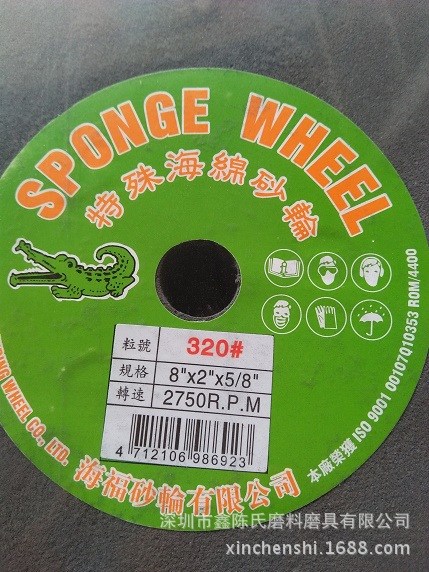 SPONGE WHEEL
特殊海綿砂輪
粒號 320#
規格 8"x2"x5/8"
轉速 2750R.P.M
4 712106 986923
WHEEL CO., LTD.
海福砂輪有限公司
本廠榮獲 ISO 9001 00107Q10353 ROM/4400
深圳市鑫陈氏磨料磨具有限公司
xinchenshi.1688.com